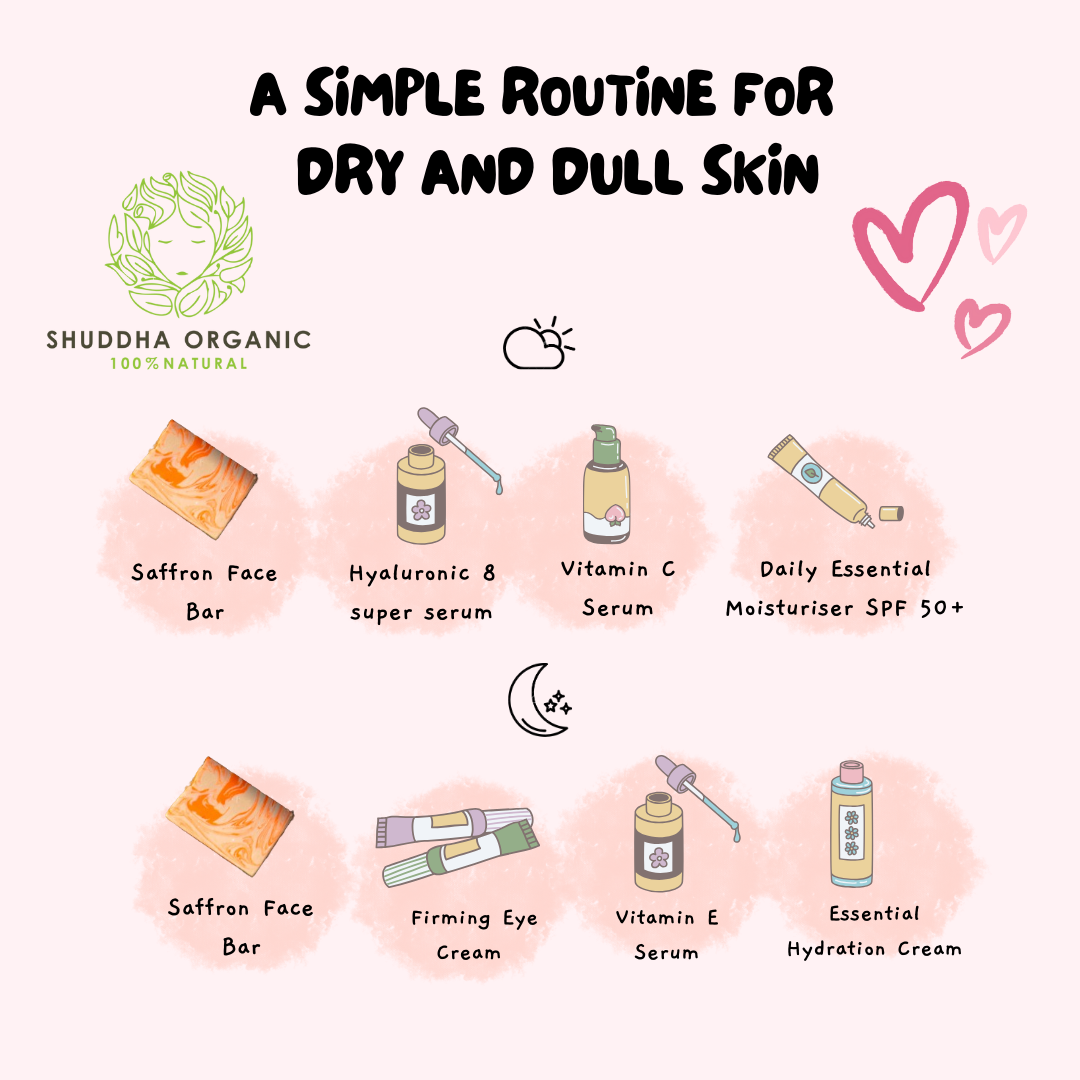 A SiMPLE ROUTiNE FOR
DRY AND DULL SKiN
SHUDDHA ORGANIC
100%NATURAL
Saffron Face
Bar
Hyaluronic 8
super serum
Vitamin C
Serum
Daily Essential
Moisturiser SPF 50+
Saffron Face
Bar
Firming Eye
Cream
Vitamin E
Serum
Essential
Hydration Cream